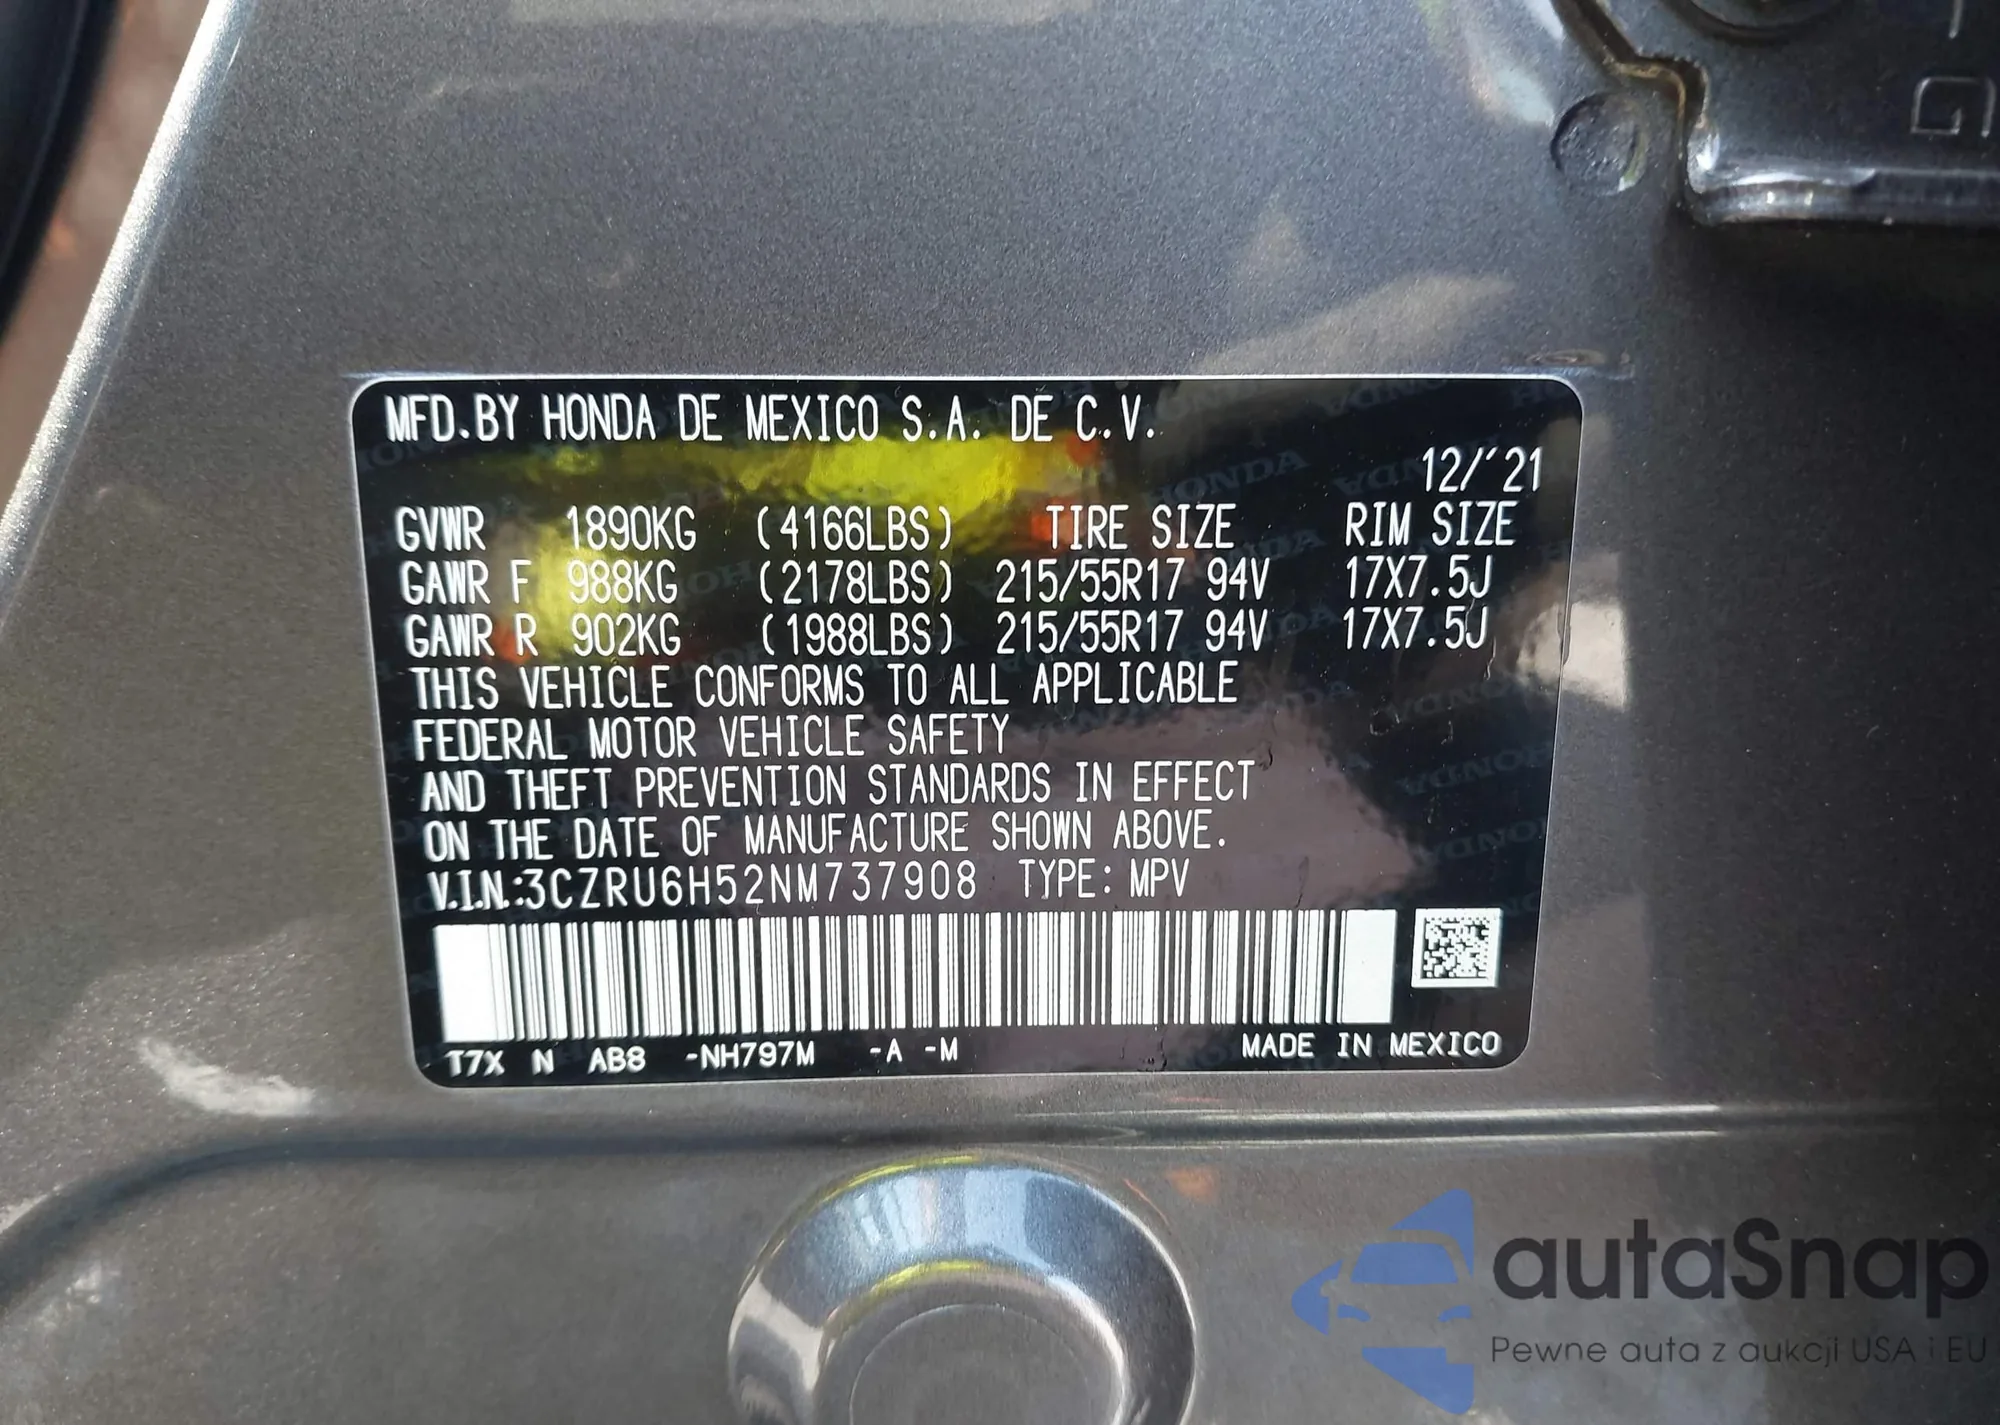 MFD.BY HONDA DE MEXICO S.A. DE C.V.
12/'21
GVWR 1890KG (4166LBS) TIRE SIZE RIM SIZE
GAWR F 988KG (2178LBS) 215/55R17 94V 17X7.5J
GAWR R 902KG (1988LBS) 215/55R17 94V 17X7.5J
THIS VEHICLE CONFORMS TO ALL APPLICABLE
FEDERAL MOTOR VEHICLE SAFETY
AND THEFT PREVENTION STANDARDS IN EFFECT
ON THE DATE OF MANUFACTURE SHOWN ABOVE.
V.I.N.:3CZRU6H52NM737908 TYPE: MPV
T7X N AB8 -NH797M -A -M MADE IN MEXICO
autaSnap
Pewne auta z aukcji USA i EU